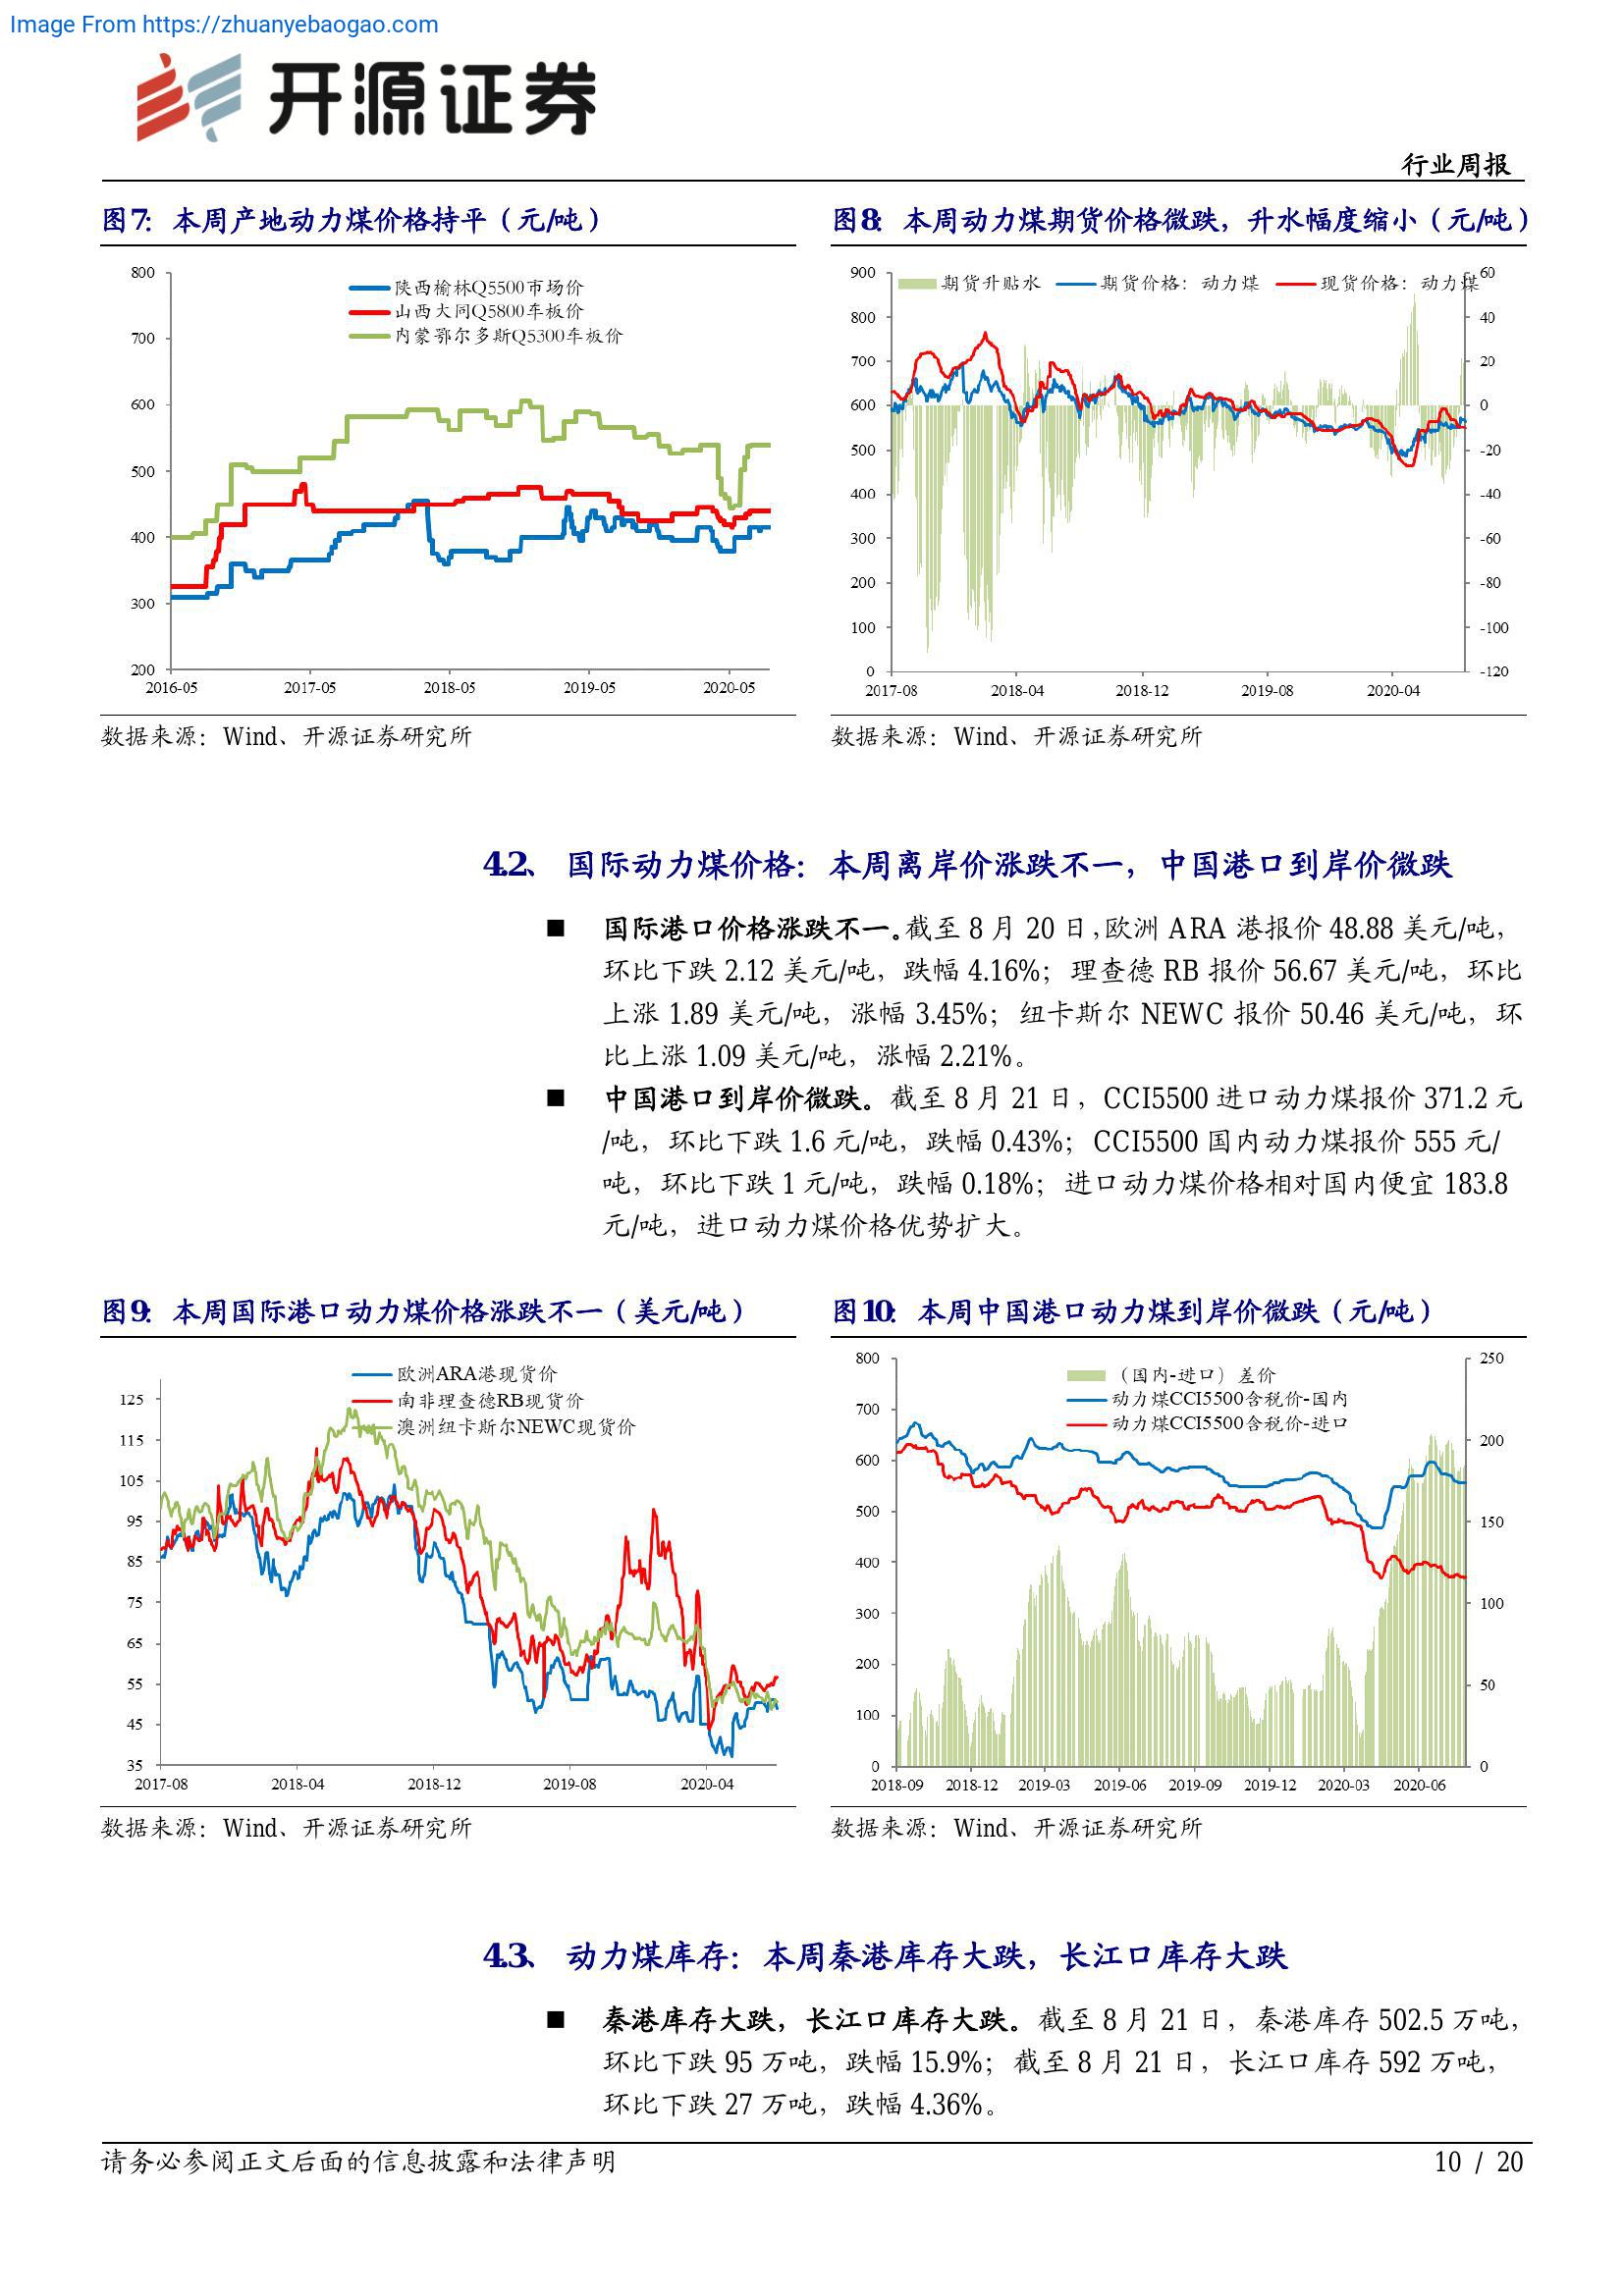 Image From https://zhuanyebaogao.com
开源证券
行业周报
图7： 本周产地动力煤价格持平（元/吨）
800
700
600
500
400
300
200
陕西榆林Q5500市场价
山西大同Q5800车板价
内蒙鄂尔多斯Q5300车板价
2016-05 2017-05 2018-05 2019-05 2020-05
数据来源：Wind、开源证券研究所
图8： 本周动力煤期货价格微跌，升水幅度缩小（元/吨）
期货升贴水 期货价格：动力煤 现货价格：动力煤
900
800
700
600
500
400
300
200
100
0
60
40
20
0
-20
-40
-60
-80
-100
-120
2017-08 2018-04 2018-12 2019-08 2020-04
数据来源：Wind、开源证券研究所
4.2、 国际动力煤价格：本周离岸价涨跌不一，中国港口到岸价微跌
■ 国际港口价格涨跌不一。截至 8 月 20 日，欧洲 ARA 港报价 48.88 美元/吨，
环比下跌 2.12 美元/吨，跌幅 4.16%；理查德 RB 报价 56.67 美元/吨，环比
上涨 1.89 美元/吨，涨幅 3.45%；纽卡斯尔 NEWC 报价 50.46 美元/吨，环
比上涨 1.09 美元/吨，涨幅 2.21%。
■ 中国港口到岸价微跌。截至 8 月 21 日，CCI5500 进口动力煤报价 371.2 元
/吨，环比下跌 1.6 元/吨，跌幅 0.43%；CCI5500 国内动力煤报价 555 元/
吨，环比下跌 1 元/吨，跌幅 0.18%；进口动力煤价格相对国内便宜 183.8
元/吨，进口动力煤价格优势扩大。
图9： 本周国际港口动力煤价格涨跌不一（美元/吨）
欧洲ARA港现货价
南非理查德RB现货价
澳洲纽卡斯尔NEWC现货价
125
115
105
95
85
75
65
55
45
35
2017-08 2018-04 2018-12 2019-08 2020-04
数据来源：Wind、开源证券研究所
图10： 本周中国港口动力煤到岸价微跌（元/吨）
（国内-进口）差价
动力煤CCI5500含税价-国内
动力煤CCI5500含税价-进口
800
700
600
500
400
300
200
100
0
250
200
150
100
50
0
2018-09 2018-12 2019-03 2019-06 2019-09 2019-12 2020-03 2020-06
数据来源：Wind、开源证券研究所
4.3、 动力煤库存：本周秦港库存大跌，长江口库存大跌
■ 秦港库存大跌，长江口库存大跌。截至 8 月 21 日，秦港库存 502.5 万吨，
环比下跌 95 万吨，跌幅 15.9%；截至 8 月 21 日，长江口库存 592 万吨，
环比下跌 27 万吨，跌幅 4.36%。
请务必参阅正文后面的信息披露和法律声明
10 / 20